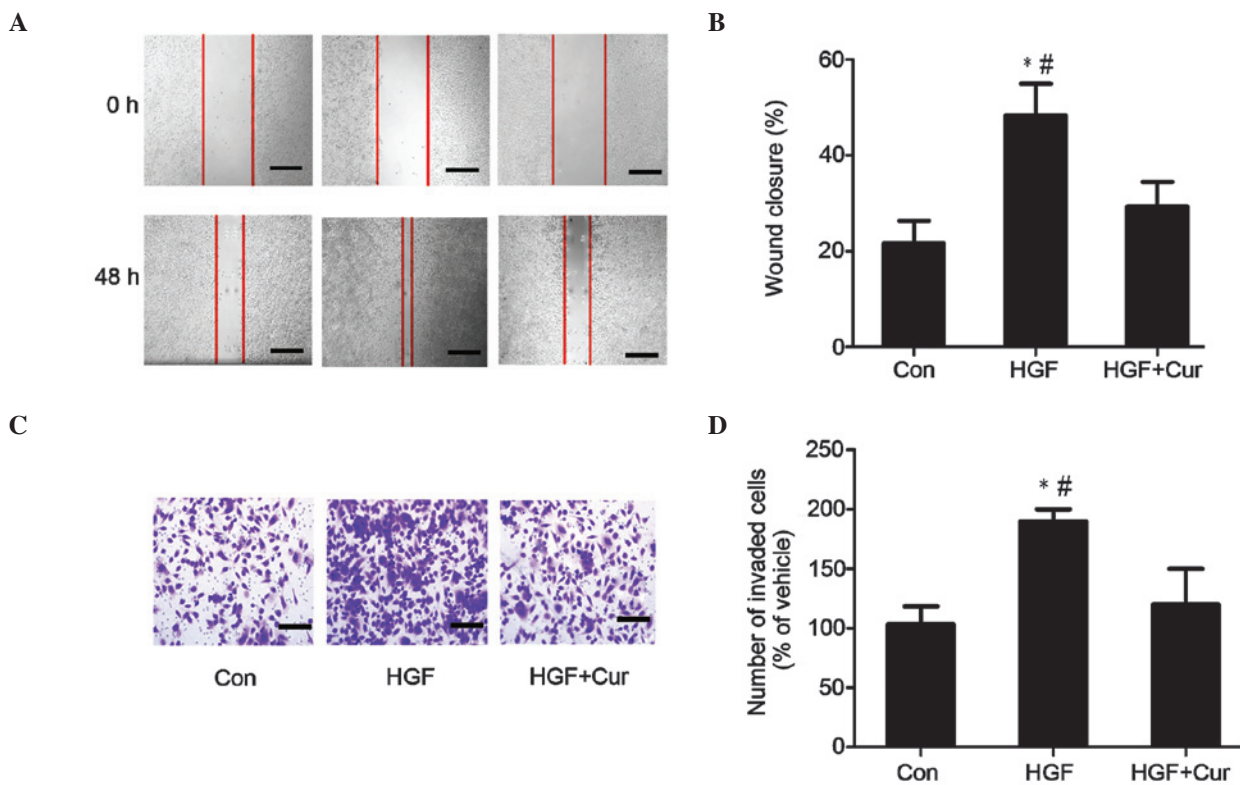 A
0 h
48 h
B
Wound closure (%)
60
40
20
0
* #
Con
HGF
HGF+Cur
C
Con
HGF
HGF+Cur
D
Number of invaded cells
(% of vehicle)
250
200
150
100
50
0
* #
Con
HGF
HGF+Cur